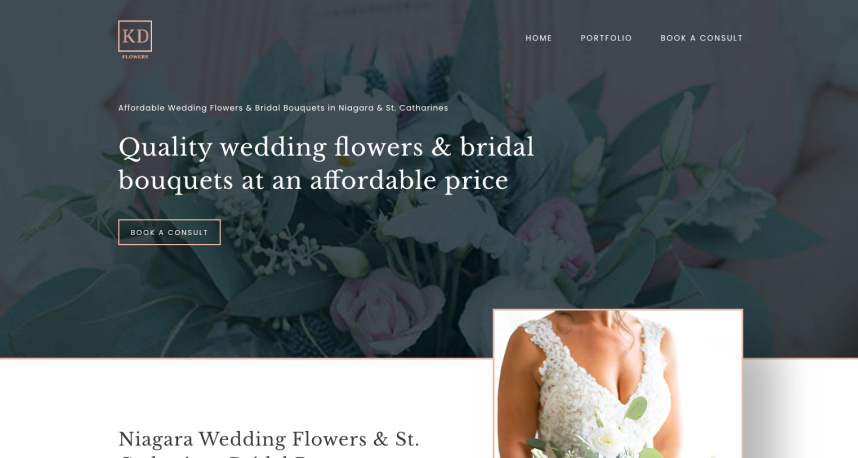 KD
FLOWERS
HOME PORTFOLIO BOOK A CONSULT
Affordable Wedding Flowers & Bridal Bouquets in Niagara & St. Catharines
Quality wedding flowers & bridal
bouquets at an affordable price
BOOK A CONSULT
Niagara Wedding Flowers & St.